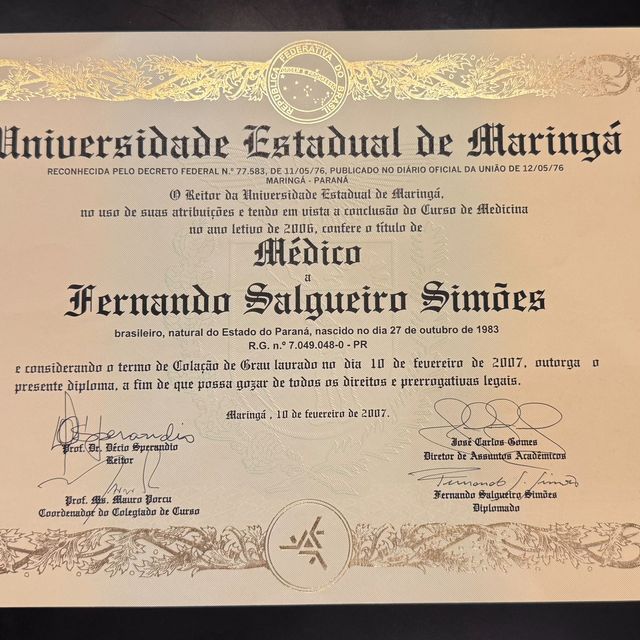 REPÚBLICA FEDERATIVA DO BRASIL
Universidade Estadual de Maringá
RECONHECIDA PELO DECRETO FEDERAL N.º 77.583, DE 11/05/76, PUBLICADO NO DIÁRIO OFICIAL DA UNIÃO DE 12/05/76
MARINGÁ - PARANÁ
O Reitor da Universidade Estadual de Maringá,
no uso de suas atribuições e tendo em vista a conclusão do Curso de Medicina
no ano letivo de 2006, confere o título de
Médico
a
Fernando Salgueiro Simões
brasileiro, natural do Estado do Paraná, nascido no dia 27 de outubro de 1983
R.G. n.º 7.049.048-0 - PR
e considerando o termo de Colação de Grau lavrado no dia 10 de fevereiro de 2007, outorga o
presente diploma, a fim de que possa gozar de todos os direitos e prerrogativas legais.
Maringá , 10 de fevereiro de 2007.
Prof. Dr. Décio Sperandio
Reitor
José Carlos Gomes
Diretor de Assuntos Acadêmicos
Prof. Ms. Mauro Porcu
Coordenador do Colegiado de Curso
Fernando S. Simões
Fernando Salgueiro Simões
Diplomado